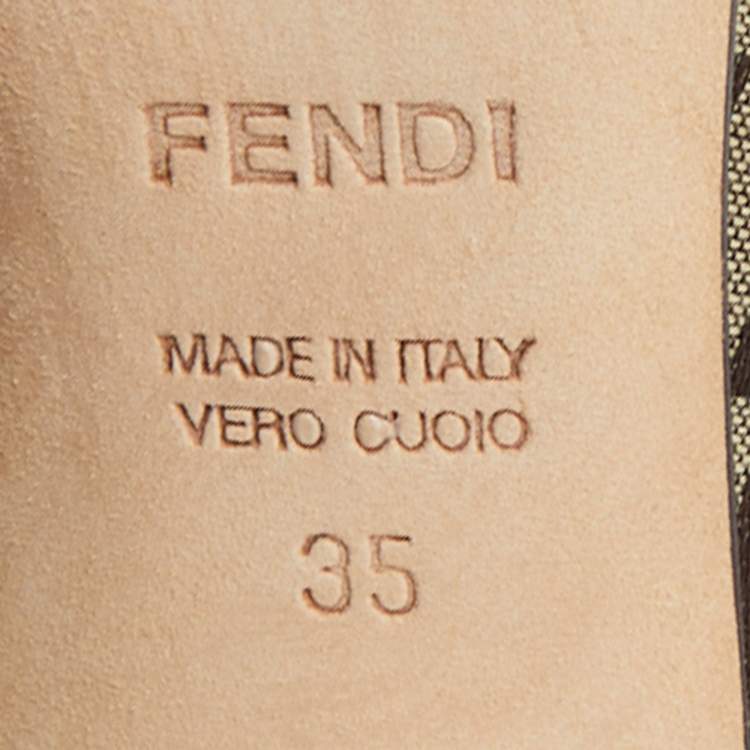 FENDI
MADE IN ITALY
VERO CUOIO
35